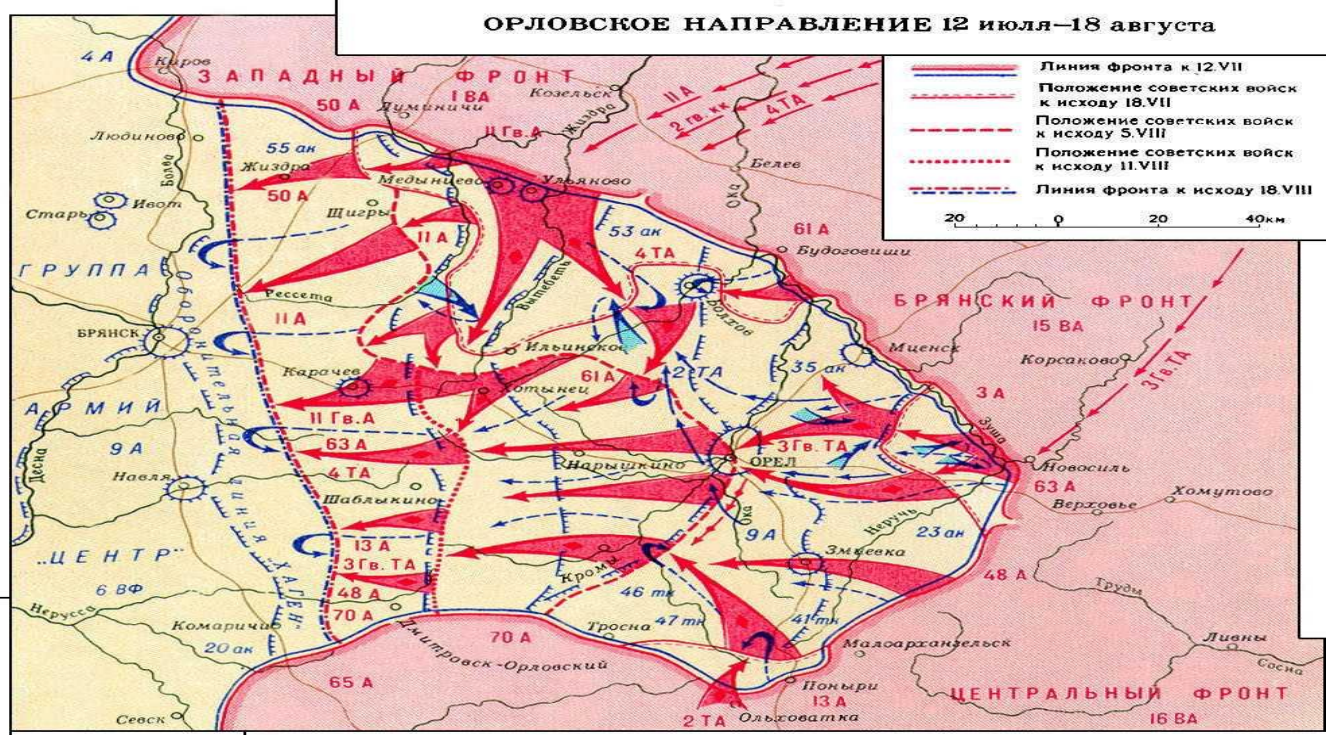 ОРЛОВСКОЕ НАПРАВЛЕНИЕ 12 июля–18 августа
Линия фронта к 12.VII
Положение советских войск
к исходу 18.VII
Положение советских войск
к исходу 5.VIII
Положение советских войск
к исходу 11.VIII
Линия фронта к исходу 18.VIII
20 0 20 40км
4 А
Киров
ЗАПАДНЫЙ ФРОНТ
50 А
1 ВА
Козельск
Жиздра
11 А
2 гв. кк
4 ТА
Людиново
Болва
55 ак
11 Гв.А
Белев
Ока
Жиздра
50 А
Медынцево
Ульяново
Старь
Ивот
Щигры
11 А
53 ак
4 ТА
61 А
Будоговищи
ГРУППА
Рессета
Вытебеть
Болхов
БРЯНСКИЙ ФРОНТ
15 ВА
11 А
БРЯНСК
Оборонительная линия „ХАГЕН"
Ильинское
Мценск
Корсаково
3 Гв. ТА
Карачев
Хотынец
61 А
2 ТА
35 ак
3 А
АРМИЙ
11 Гв. А
63 А
Зуша
9 А
4 ТА
Нарышкино
ОРЕЛ
3 Гв. ТА
Новосиль
63 А
Десна
Навля
Шаблыкино
Ока
Неручь
Верховье
Хомутово
9 А
23 ак
„ЦЕНТР"
13 А
3 Гв. ТА
Кромы
Змиевка
6 ВФ
48 А
46 тк
48 А
Труды
Нерусса
70 А
47 тк
41 тк
Комаричи
20 ак
Дмитровск-Орловский
70 А
Тросна
Малоархангельск
Ливны
Сосна
65 А
Поныри
13 А
ЦЕНТРАЛЬНЫЙ ФРОНТ
Севск
2 ТА
Ольховатка
16 ВА